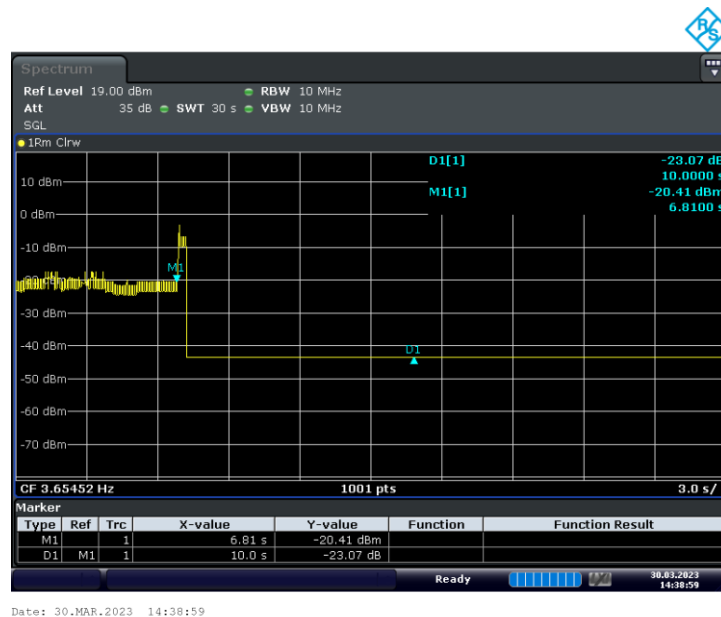 R S
Spectrum
Ref Level 19.00 dBm RBW 10 MHz
Att 35 dB SWT 30 s VBW 10 MHz
SGL
1Rm Clrw
D1[1] -23.07 dB
10.0000 s
M1[1] -20.41 dBm
6.8100 s
10 dBm
0 dBm
-10 dBm
M1
-30 dBm
-40 dBm
D1
-50 dBm
-60 dBm
-70 dBm
CF 3.65452 Hz 1001 pts 3.0 s/
Marker
Type Ref Trc X-value Y-value Function Function Result
M1 1 6.81 s -20.41 dBm
D1 M1 1 10.0 s -23.07 dB
Ready 30.03.2023
14:38:59
Date: 30.MAR.2023 14:38:59